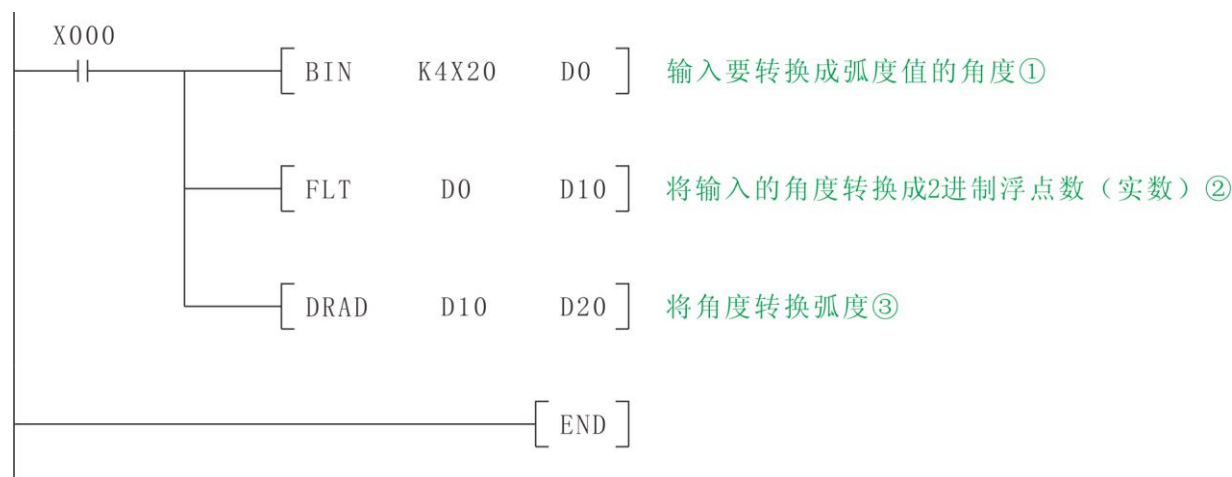 X000
BIN K4X20 D0 输入要转换成弧度值的角度①
FLT D0 D10 将输入的角度转换成2进制浮点数（实数）②
DRAD D10 D20 将角度转换弧度③
END